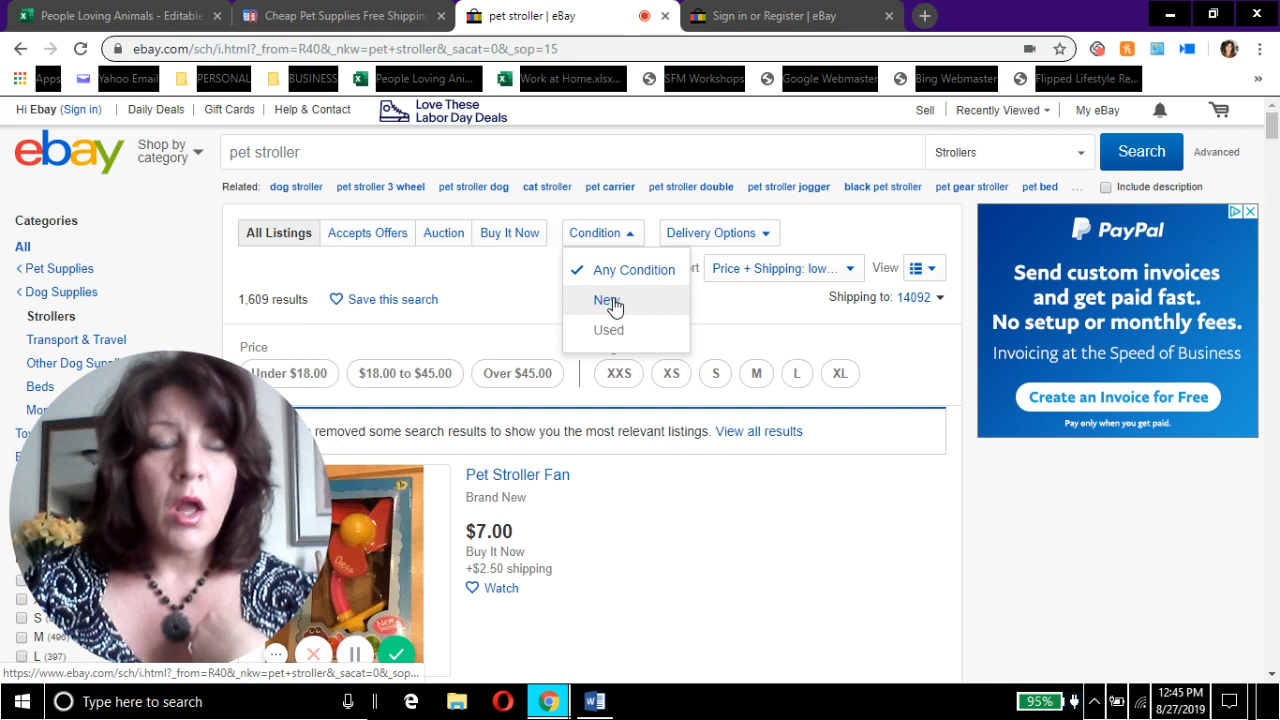 People Loving Animals - Editable
Cheap Pet Supplies Free Shipping
pet stroller | eBay
Sign in or Register | eBay
ebay.com/sch/i.html?_from=R40&_nkw=pet+stroller&_sacat=0&_sop=15
Apps Yahoo Email PERSONAL BUSINESS People Loving Ani... Work at Home.xlsx... SFM Workshops Google Webmaster Bing Webmaster Flipped Lifestyle Re... »
Hi Ebay (Sign in) Daily Deals Gift Cards Help & Contact
Love These
Labor Day Deals
Sell Recently Viewed My eBay
ebay
Shop by
category
pet stroller Strollers Search Advanced
Related: dog stroller pet stroller 3 wheel pet stroller dog cat stroller pet carrier pet stroller double pet stroller jogger black pet stroller pet gear stroller pet bed ... Include description
Categories
All
< Pet Supplies
< Dog Supplies
Strollers
Transport & Travel
Other Dog Suppl
Beds
All Listings Accepts Offers Auction Buy It Now Condition Delivery Options
Any Condition
New
Used
Price + Shipping: low... View
1,609 results Save this search Shipping to: 14092
Price
Under $18.00 $18.00 to $45.00 Over $45.00 XXS XS S M L XL
removed some search results to show you the most relevant listings. View all results
Pet Stroller Fan
Brand New
$7.00
Buy It Now
+$2.50 shipping
Watch
S
M (496)
L (397)
PayPal
Send custom invoices
and get paid fast.
No setup or monthly fees.
Invoicing at the Speed of Business
Create an Invoice for Free
Pay only when you get paid.
https://www.ebay.com/sch/i.html?_from=R40&_nkw=pet+stroller&_sacat=0&_sop...
Type here to search
95%
12:45 PM
8/27/2019